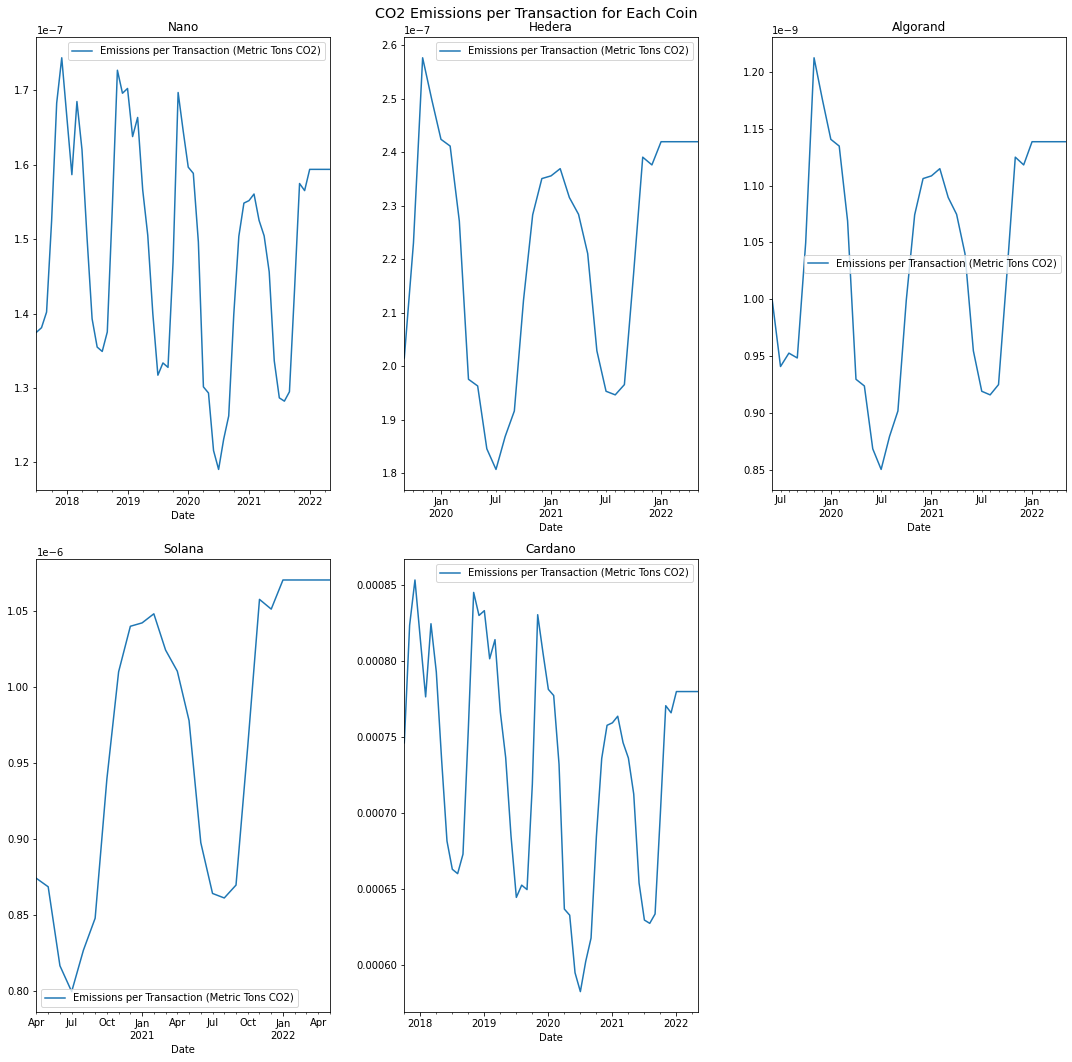 CO2 Emissions per Transaction for Each Coin
Nano
1e−7
Emissions per Transaction (Metric Tons CO2)
1.7
1.6
1.5
1.4
1.3
1.2
2018 2019 2020 2021 2022
Date
Hedera
1e−7
Emissions per Transaction (Metric Tons CO2)
2.6
2.5
2.4
2.3
2.2
2.1
2.0
1.9
1.8
Jan Jul Jan Jul Jan
2020 2021 2022
Date
Algorand
1e−9
1.20
1.15
1.10
1.05
Emissions per Transaction (Metric Tons CO2)
1.00
0.95
0.90
0.85
Jul Jan Jul Jan Jul Jan
2020 2021 2022
Date
Solana
1e−6
1.05
1.00
0.95
0.90
0.85
0.80
Emissions per Transaction (Metric Tons CO2)
Apr Jul Oct Jan Apr Jul Oct Jan Apr
2021 2022
Date
Cardano
Emissions per Transaction (Metric Tons CO2)
0.00085
0.00080
0.00075
0.00070
0.00065
0.00060
2018 2019 2020 2021 2022
Date